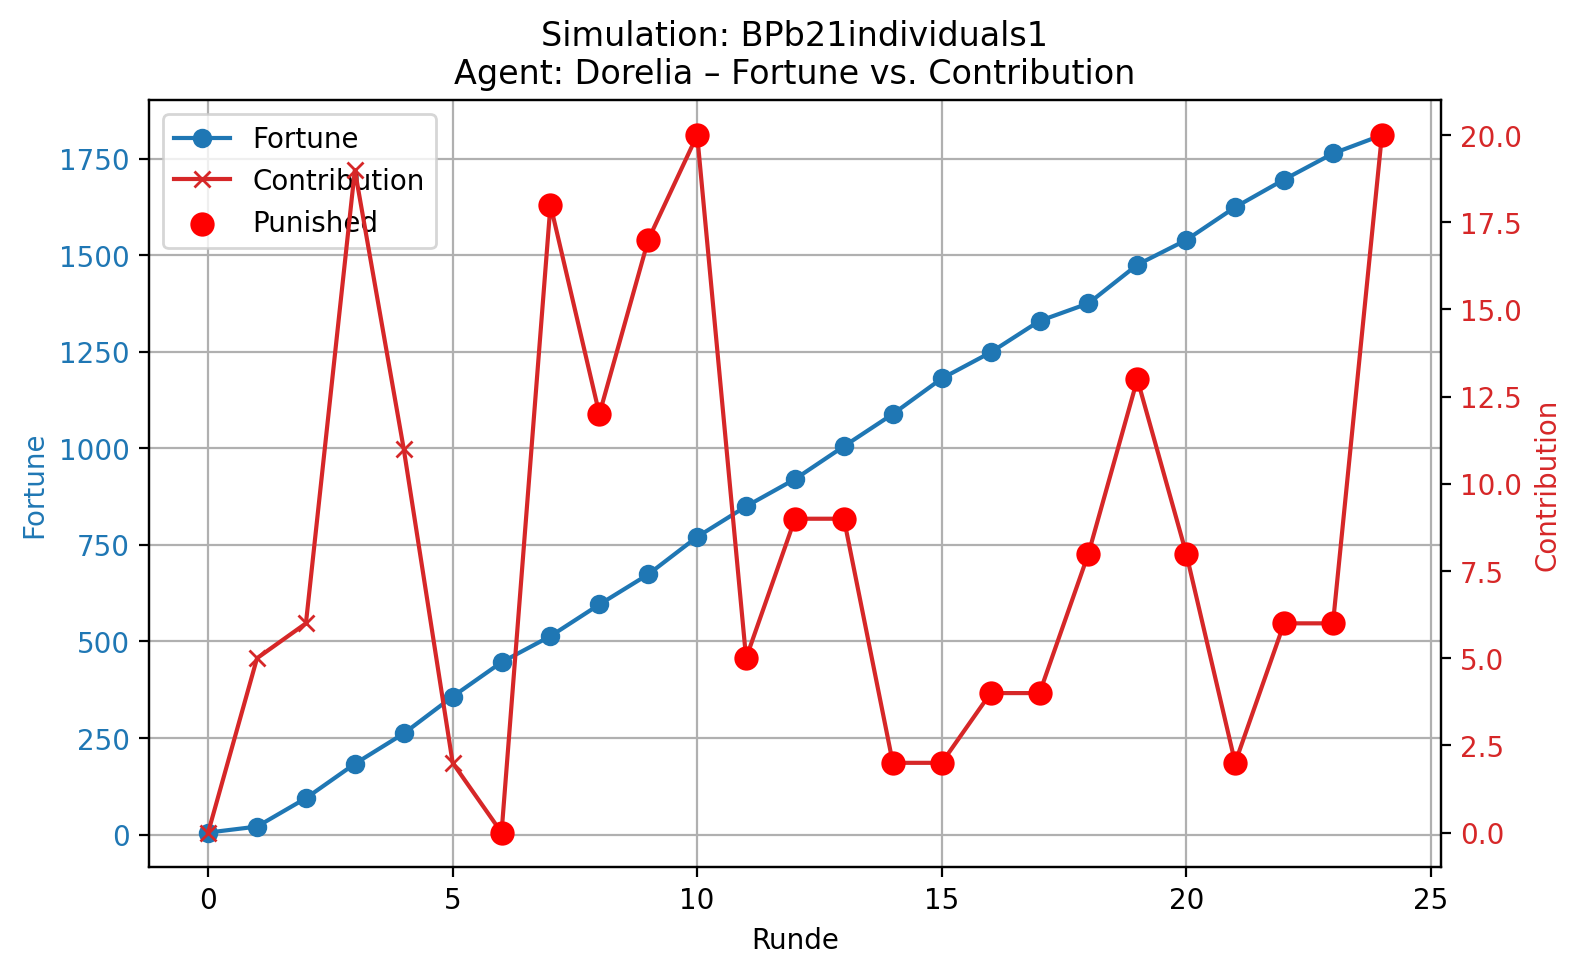 Simulation: BPb21individuals1
Agent: Dorelia – Fortune vs. Contribution
Fortune
Contribution
Punished
1750
1500
1250
1000
750
500
250
0
Fortune
20.0
17.5
15.0
12.5
10.0
7.5
5.0
2.5
0.0
Contribution
0 5 10 15 20 25
Runde